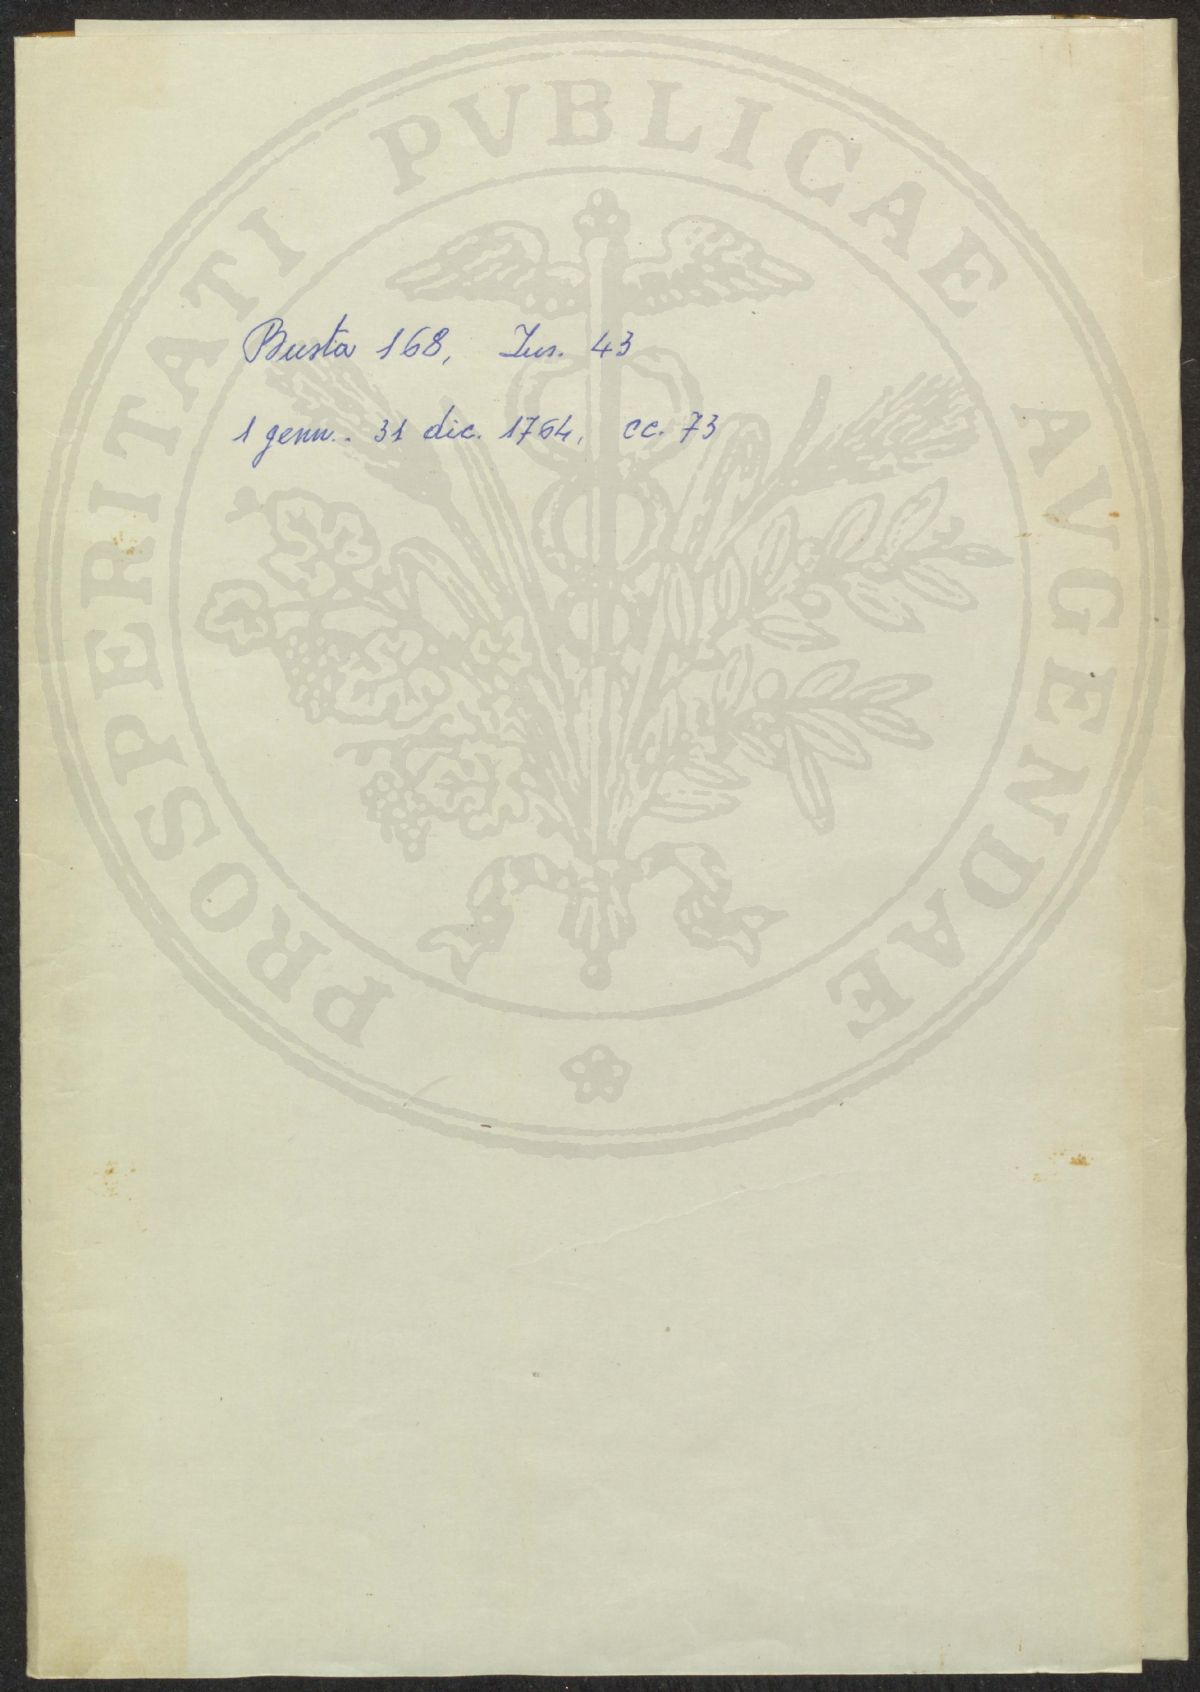 PROSPERITATI PVBLICAE AVGENDAE
Busta 168, Ins. 43
1 genn.. 31 dic. 1764, cc. 73